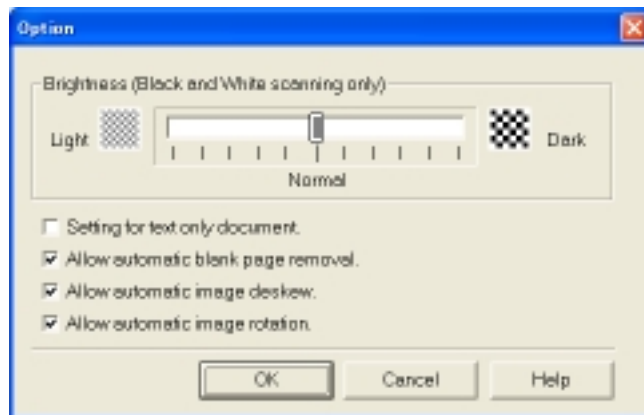 Option
Brightness (Black and White scanning only)
Light
Dark
Normal
Setting for text only document.
Allow automatic blank page removal.
Allow automatic image deskew.
Allow automatic image rotation.
OK
Cancel
Help